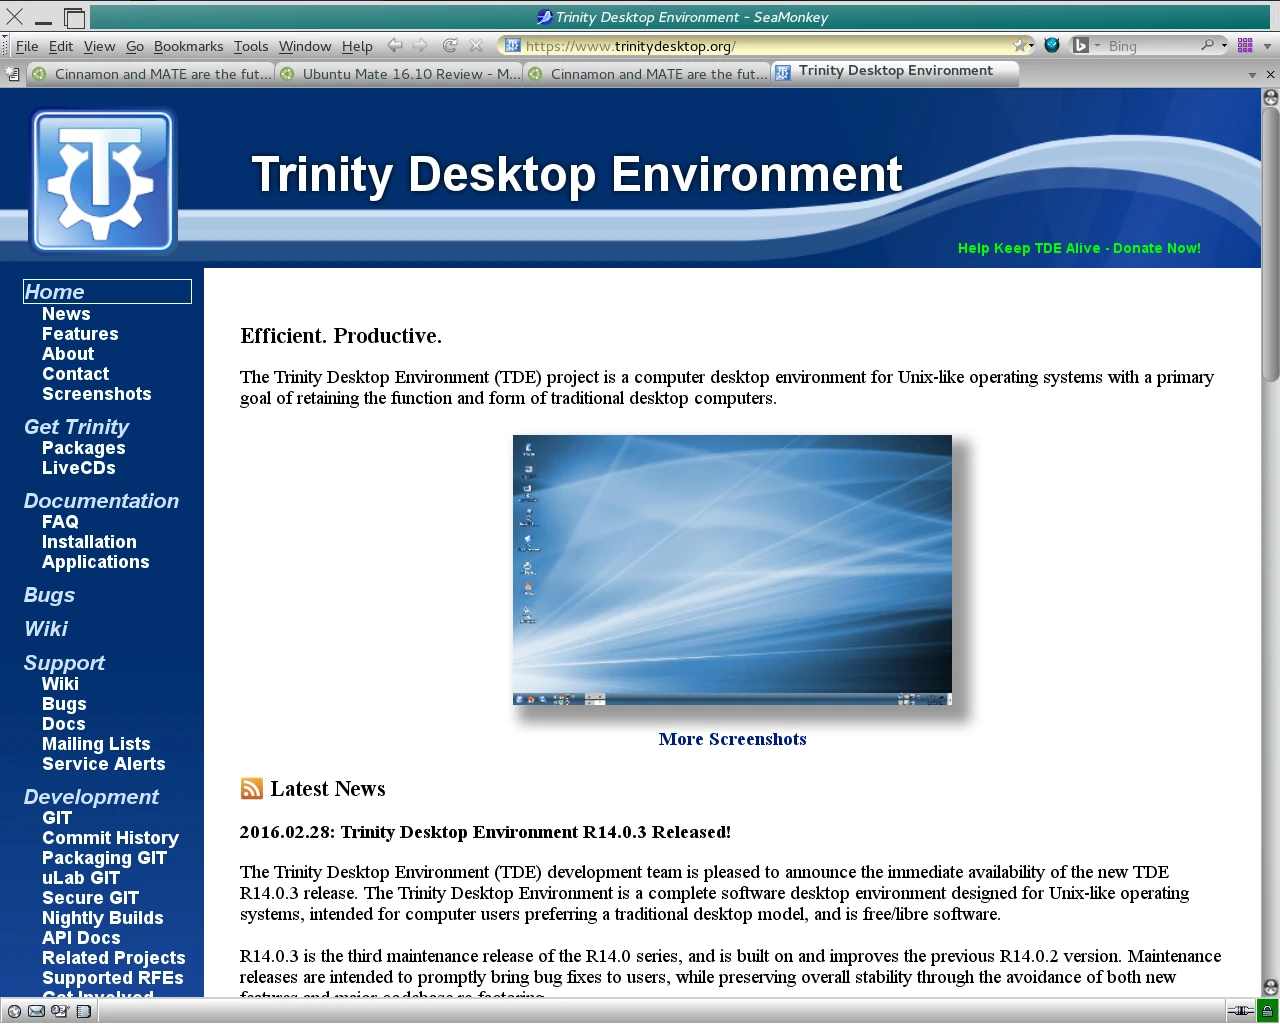 Trinity Desktop Environment - SeaMonkey
File Edit View Go Bookmarks Tools Window Help https://www.trinitydesktop.org/ Bing
Cinnamon and MATE are the fut... Ubuntu Mate 16.10 Review - M... Cinnamon and MATE are the fut... Trinity Desktop Environment
Trinity Desktop Environment
Help Keep TDE Alive - Donate Now!
Home
News
Features
About
Contact
Screenshots
Get Trinity
Packages
LiveCDs
Documentation
FAQ
Installation
Applications
Bugs
Wiki
Support
Wiki
Bugs
Docs
Mailing Lists
Service Alerts
Development
GIT
Commit History
Packaging GIT
uLab GIT
Secure GIT
Nightly Builds
API Docs
Related Projects
Supported RFEs
Get Involved
Efficient. Productive.
The Trinity Desktop Environment (TDE) project is a computer desktop environment for Unix-like operating systems with a primary
goal of retaining the function and form of traditional desktop computers.
More Screenshots
Latest News
2016.02.28: Trinity Desktop Environment R14.0.3 Released!
The Trinity Desktop Environment (TDE) development team is pleased to announce the immediate availability of the new TDE
R14.0.3 release. The Trinity Desktop Environment is a complete software desktop environment designed for Unix-like operating
systems, intended for computer users preferring a traditional desktop model, and is free/libre software.
R14.0.3 is the third maintenance release of the R14.0 series, and is built on and improves the previous R14.0.2 version. Maintenance
releases are intended to promptly bring bug fixes to users, while preserving overall stability through the avoidance of both new
features and major codebase re-factoring.